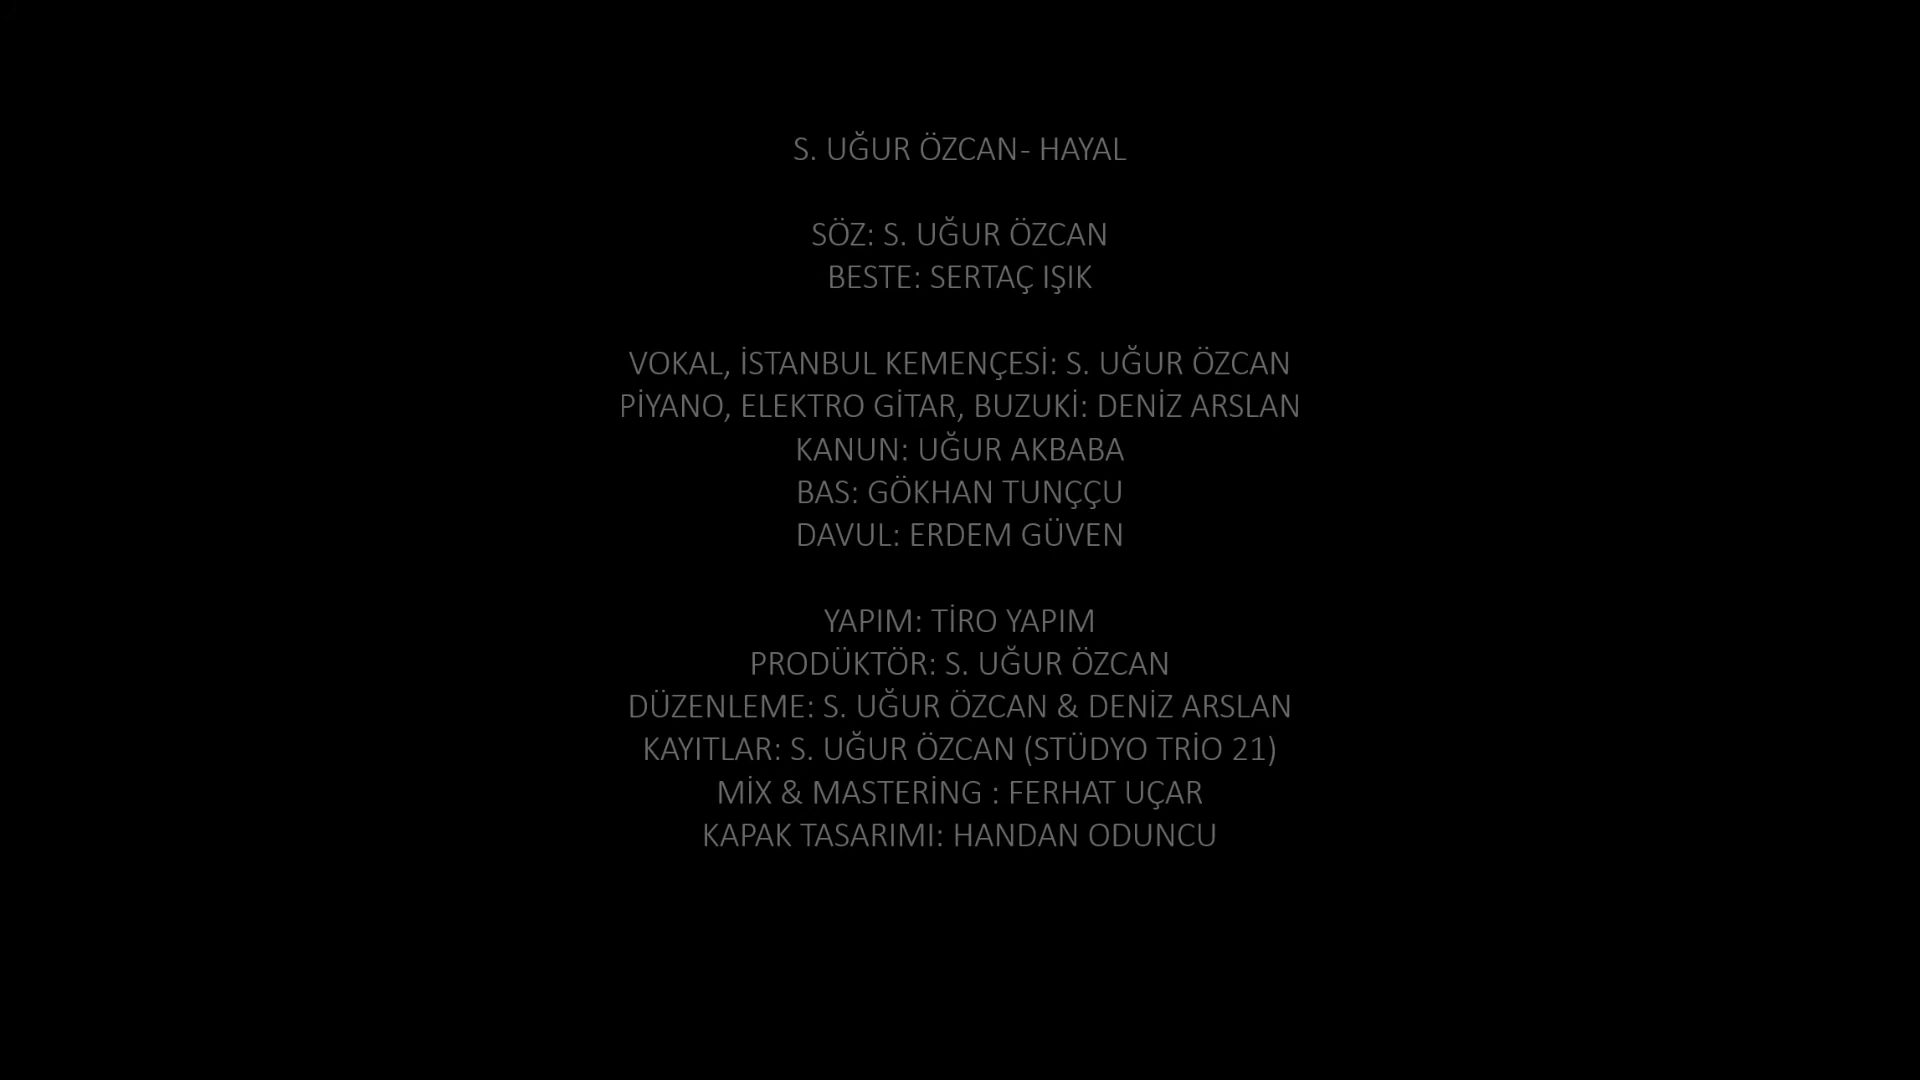 S. UĞUR ÖZCAN- HAYAL
SÖZ: S. UĞUR ÖZCAN
BESTE: SERTAÇ IŞIK
VOKAL, İSTANBUL KEMENÇESİ: S. UĞUR ÖZCAN
PİYANO, ELEKTRO GİTAR, BUZUKİ: DENİZ ARSLAN
KANUN: UĞUR AKBABA
BAS: GÖKHAN TUNÇÇU
DAVUL: ERDEM GÜVEN
YAPIM: TİRO YAPIM
PRODÜKTÖR: S. UĞUR ÖZCAN
DÜZENLEME: S. UĞUR ÖZCAN & DENİZ ARSLAN
KAYITLAR: S. UĞUR ÖZCAN (STÜDYO TRİO 21)
MİX & MASTERİNG : FERHAT UÇAR
KAPAK TASARIMI: HANDAN ODUNCU